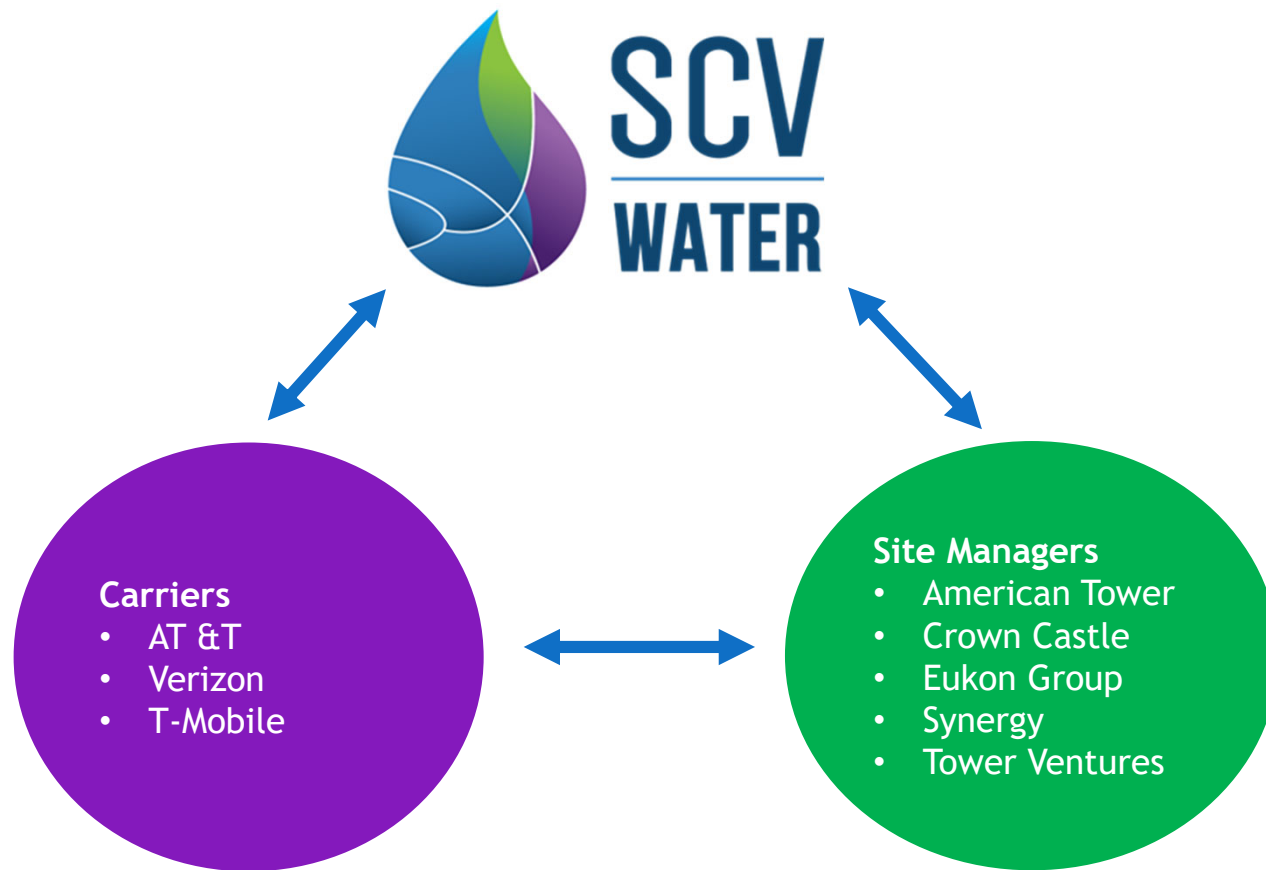 SCV
WATER
Carriers
• AT &T
• Verizon
• T-Mobile
Site Managers
• American Tower
• Crown Castle
• Eukon Group
• Synergy
• Tower Ventures